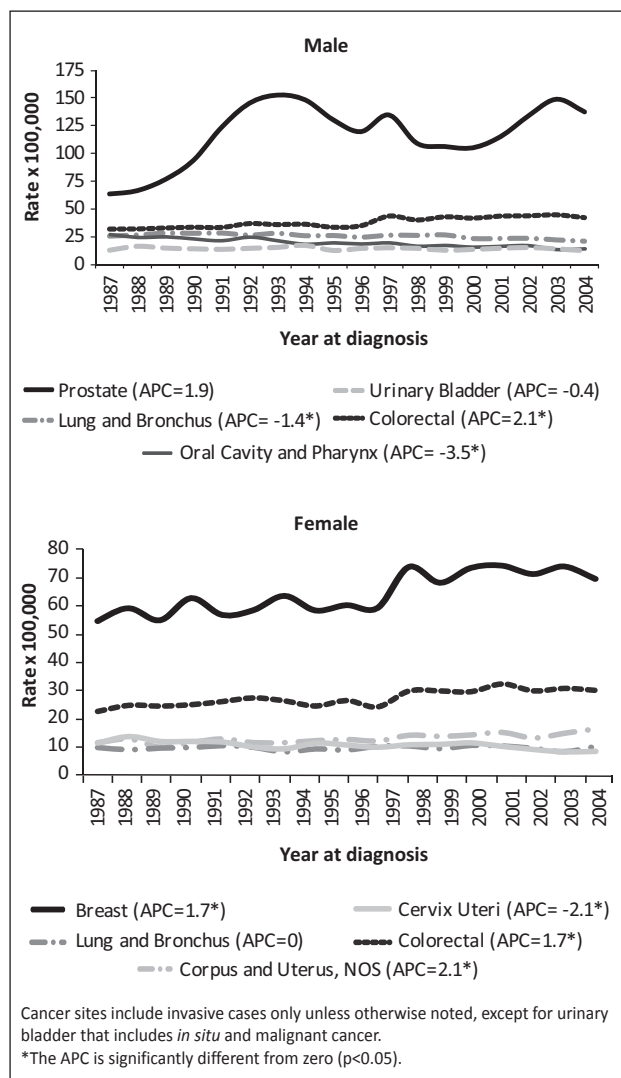 Male
Rate x 100,000
175
150
125
100
75
50
25
0
1987
1988
1989
1990
1991
1992
1993
1994
1995
1996
1997
1998
1999
2000
2001
2002
2003
2004
Year at diagnosis
Prostate (APC=1.9)
Urinary Bladder (APC= -0.4)
Lung and Bronchus (APC= -1.4*)
Colorectal (APC=2.1*)
Oral Cavity and Pharynx (APC= -3.5*)
Female
Rate x 100,000
80
70
60
50
40
30
20
10
0
1987
1988
1989
1990
1991
1992
1993
1994
1995
1996
1997
1998
1999
2000
2001
2002
2003
2004
Year at diagnosis
Breast (APC=1.7*)
Cervix Uteri (APC= -2.1*)
Lung and Bronchus (APC=0)
Colorectal (APC=1.7*)
Corpus and Uterus, NOS (APC=2.1*)
Cancer sites include invasive cases only unless otherwise noted, except for urinary
bladder that includes in situ and malignant cancer.
*The APC is significantly different from zero (p<0.05).